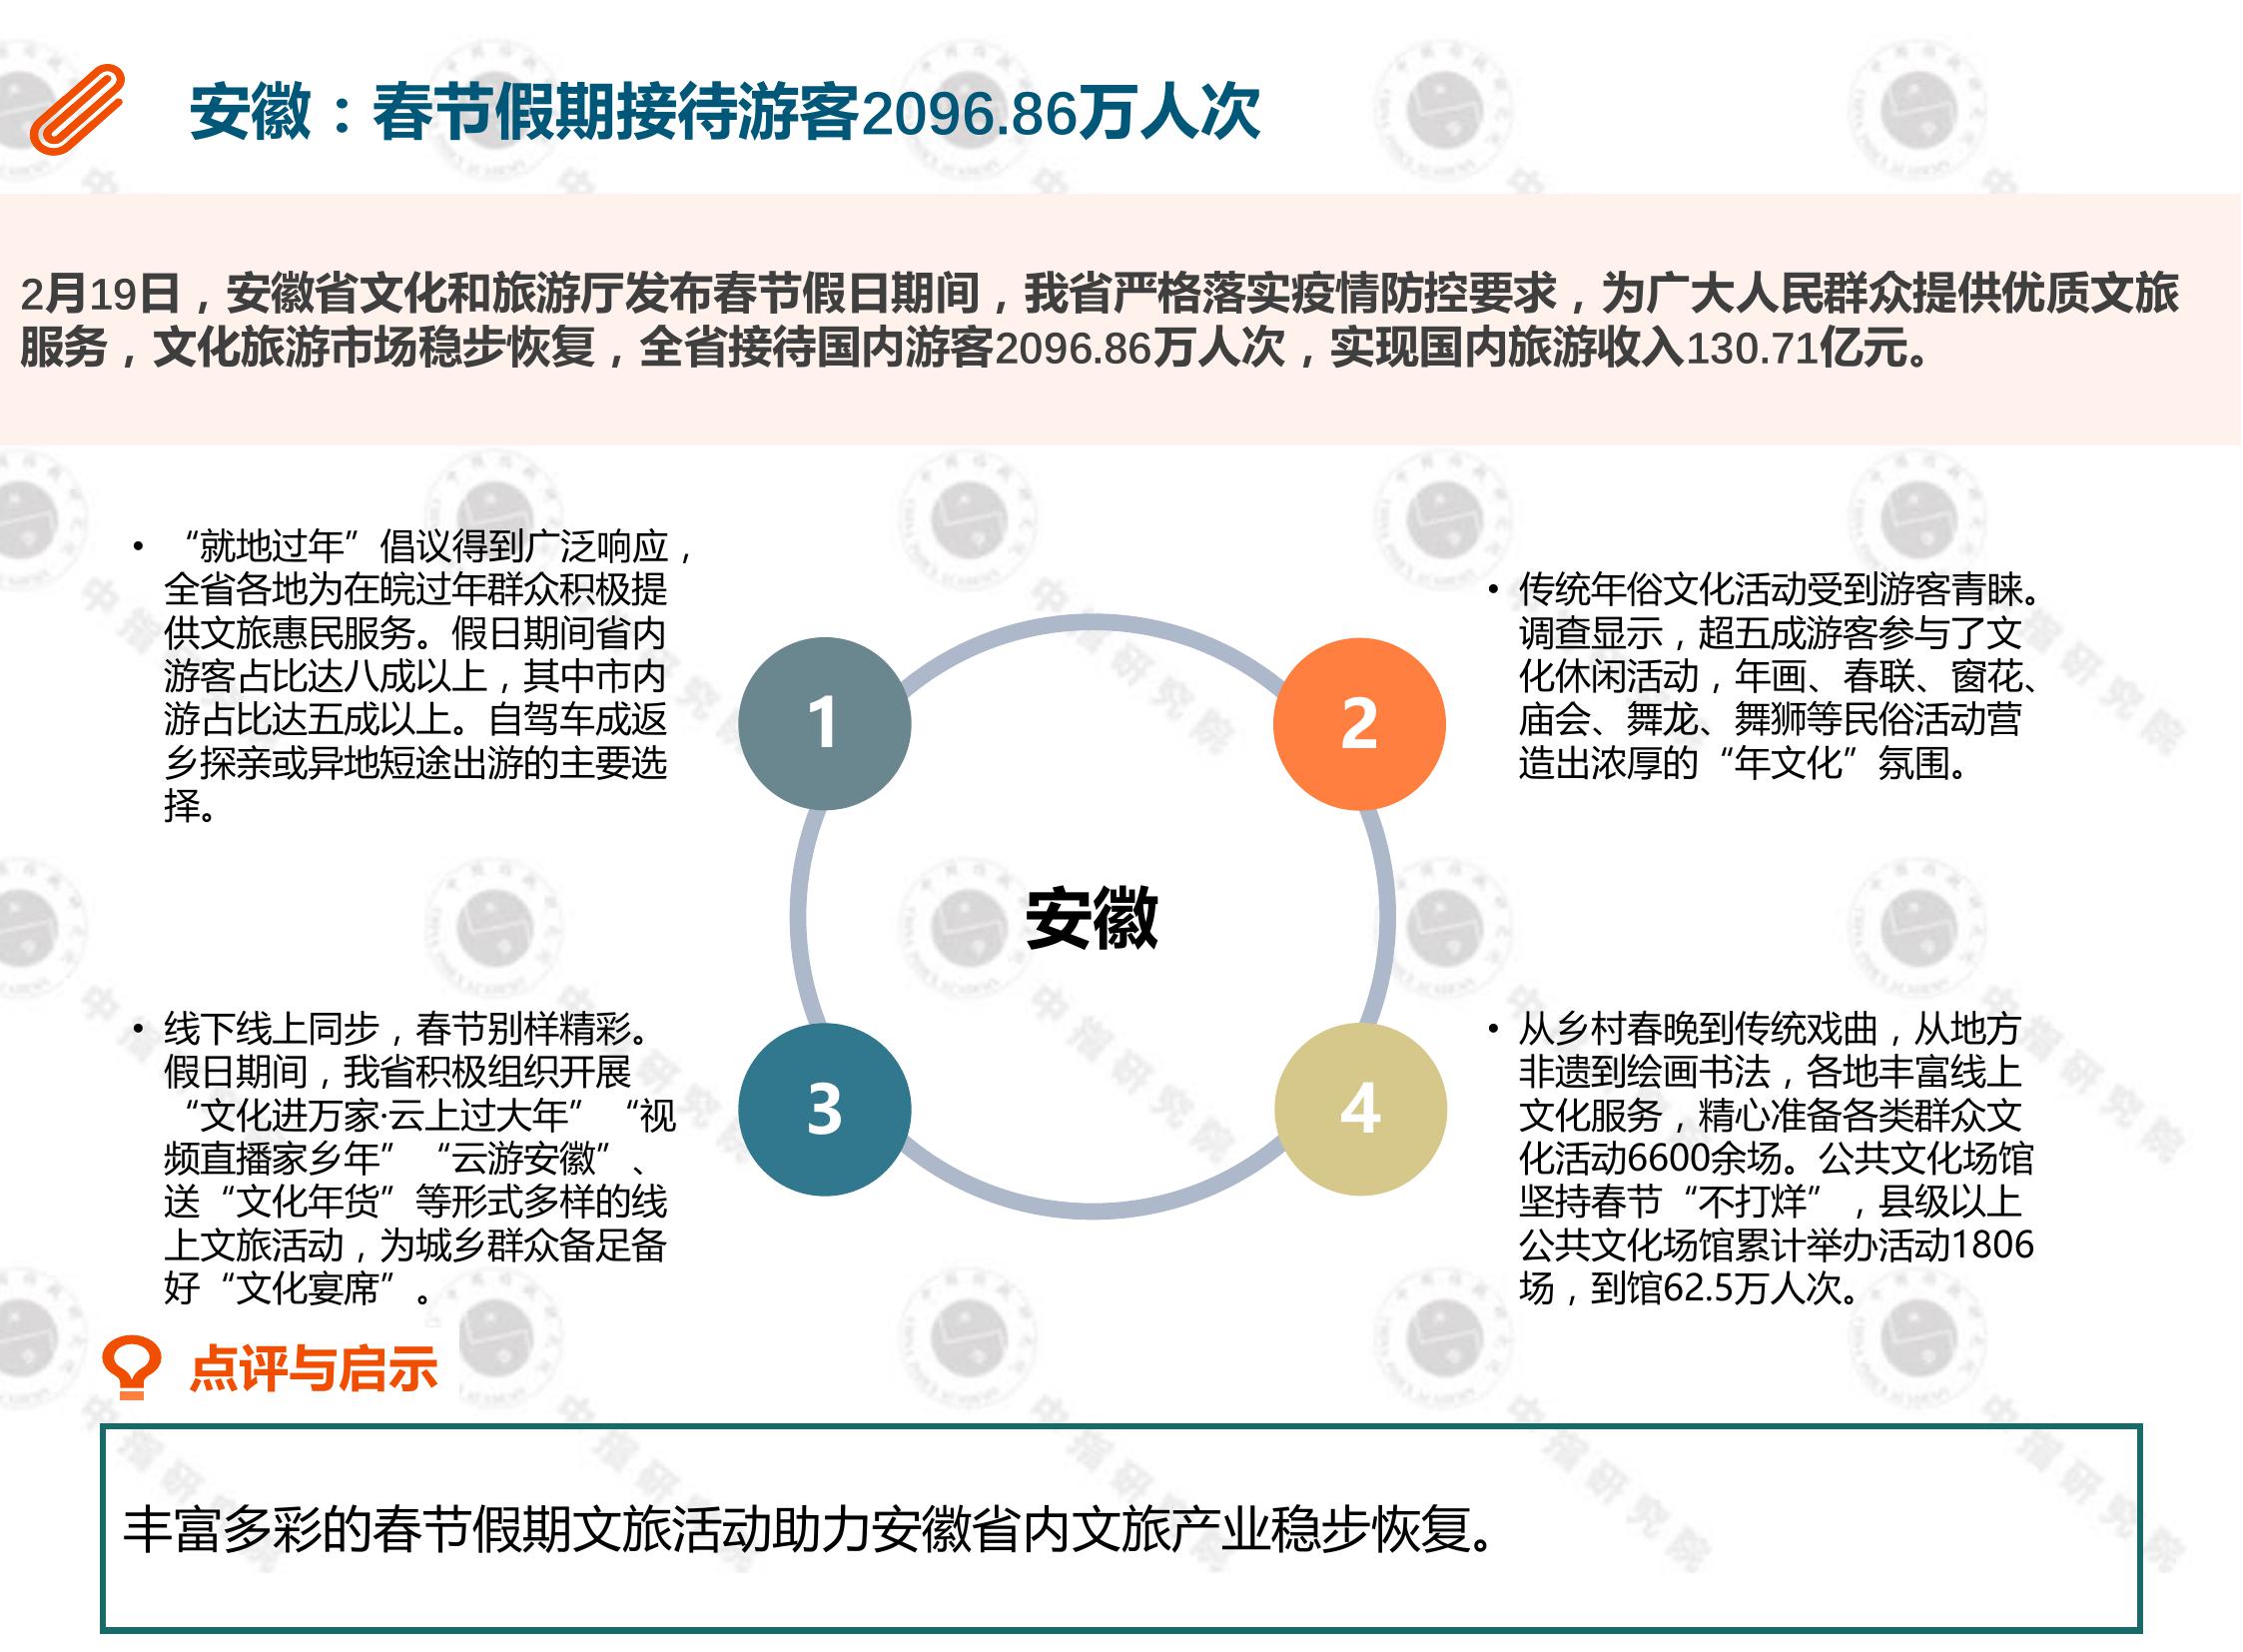 安徽：春节假期接待游客2096.86万人次
2月19日，安徽省文化和旅游厅发布春节假日期间，我省严格落实疫情防控要求，为广大人民群众提供优质文旅
服务，文化旅游市场稳步恢复，全省接待国内游客2096.86万人次，实现国内旅游收入130.71亿元。
• “就地过年”倡议得到广泛响应，
全省各地为在皖过年群众积极提
供文旅惠民服务。假日期间省内
游客占比达八成以上，其中市内
游占比达五成以上。自驾车成返
乡探亲或异地短途出游的主要选
择。
1
2
• 传统年俗文化活动受到游客青睐。
调查显示，超五成游客参与了文
化休闲活动，年画、春联、窗花、
庙会、舞龙、舞狮等民俗活动营
造出浓厚的“年文化”氛围。
安徽
• 线下线上同步，春节别样精彩。
假日期间，我省积极组织开展
“文化进万家·云上过大年”“视
频直播家乡年”“云游安徽”、
送“文化年货”等形式多样的线
上文旅活动，为城乡群众备足备
好“文化宴席”。
3
4
• 从乡村春晚到传统戏曲，从地方
非遗到绘画书法，各地丰富线上
文化服务，精心准备各类群众文
化活动6600余场。公共文化场馆
坚持春节“不打烊”，县级以上
公共文化场馆累计举办活动1806
场，到馆62.5万人次。
点评与启示
丰富多彩的春节假期文旅活动助力安徽省内文旅产业稳步恢复。
中指研究院